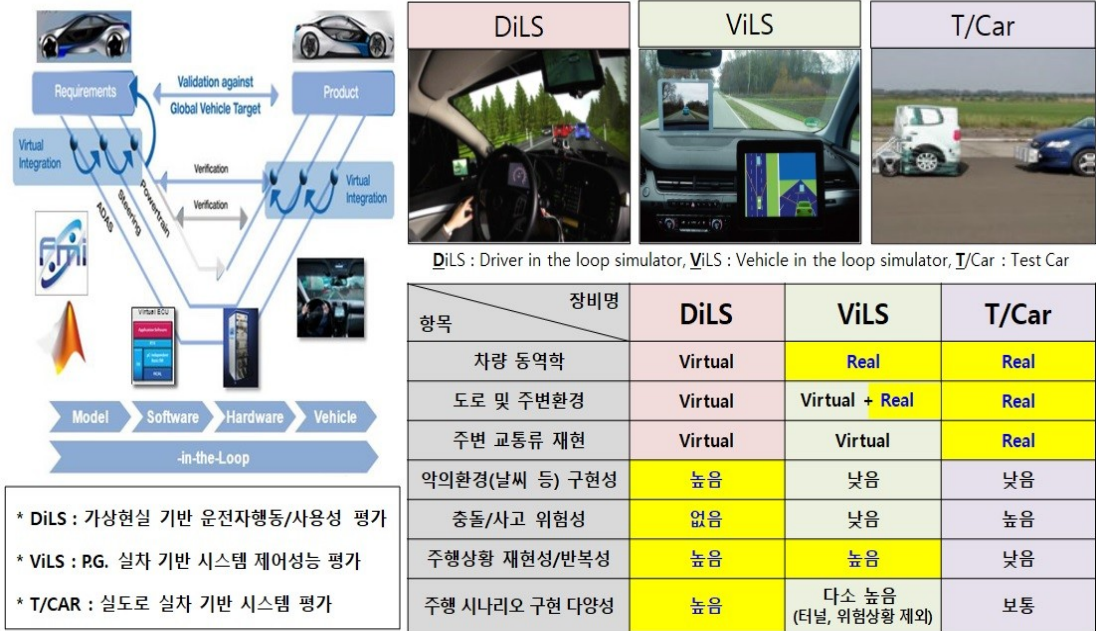 Requirements
Validation against
Global Vehicle Target
Product
Virtual
Integration
Verification
Verification
Virtual
Integration
ADAS
Steering
Powertrain
fmi
Virtual ECU
Application Software
Model
Software
Hardware
Vehicle
-in-the-Loop
* DiLS : 가상현실 기반 운전자행동/사용성 평가
* ViLS : P.G. 실차 기반 시스템 제어성능 평가
* T/CAR : 실도로 실차 기반 시스템 평가
DiLS ViLS T/Car
DiLS : Driver in the loop simulator, ViLS : Vehicle in the loop simulator, T/Car : Test Car
장비명
항목
DiLS ViLS T/Car
차량 동역학 Virtual Real Real
도로 및 주변환경 Virtual Virtual + Real Real
주변 교통류 재현 Virtual Virtual Real
악의환경(날씨 등) 구현성 높음 낮음 낮음
충돌/사고 위험성 없음 낮음 높음
주행상황 재현성/반복성 높음 높음 낮음
주행 시나리오 구현 다양성 높음 다소 높음 보통
(터널, 위험상황 제외)